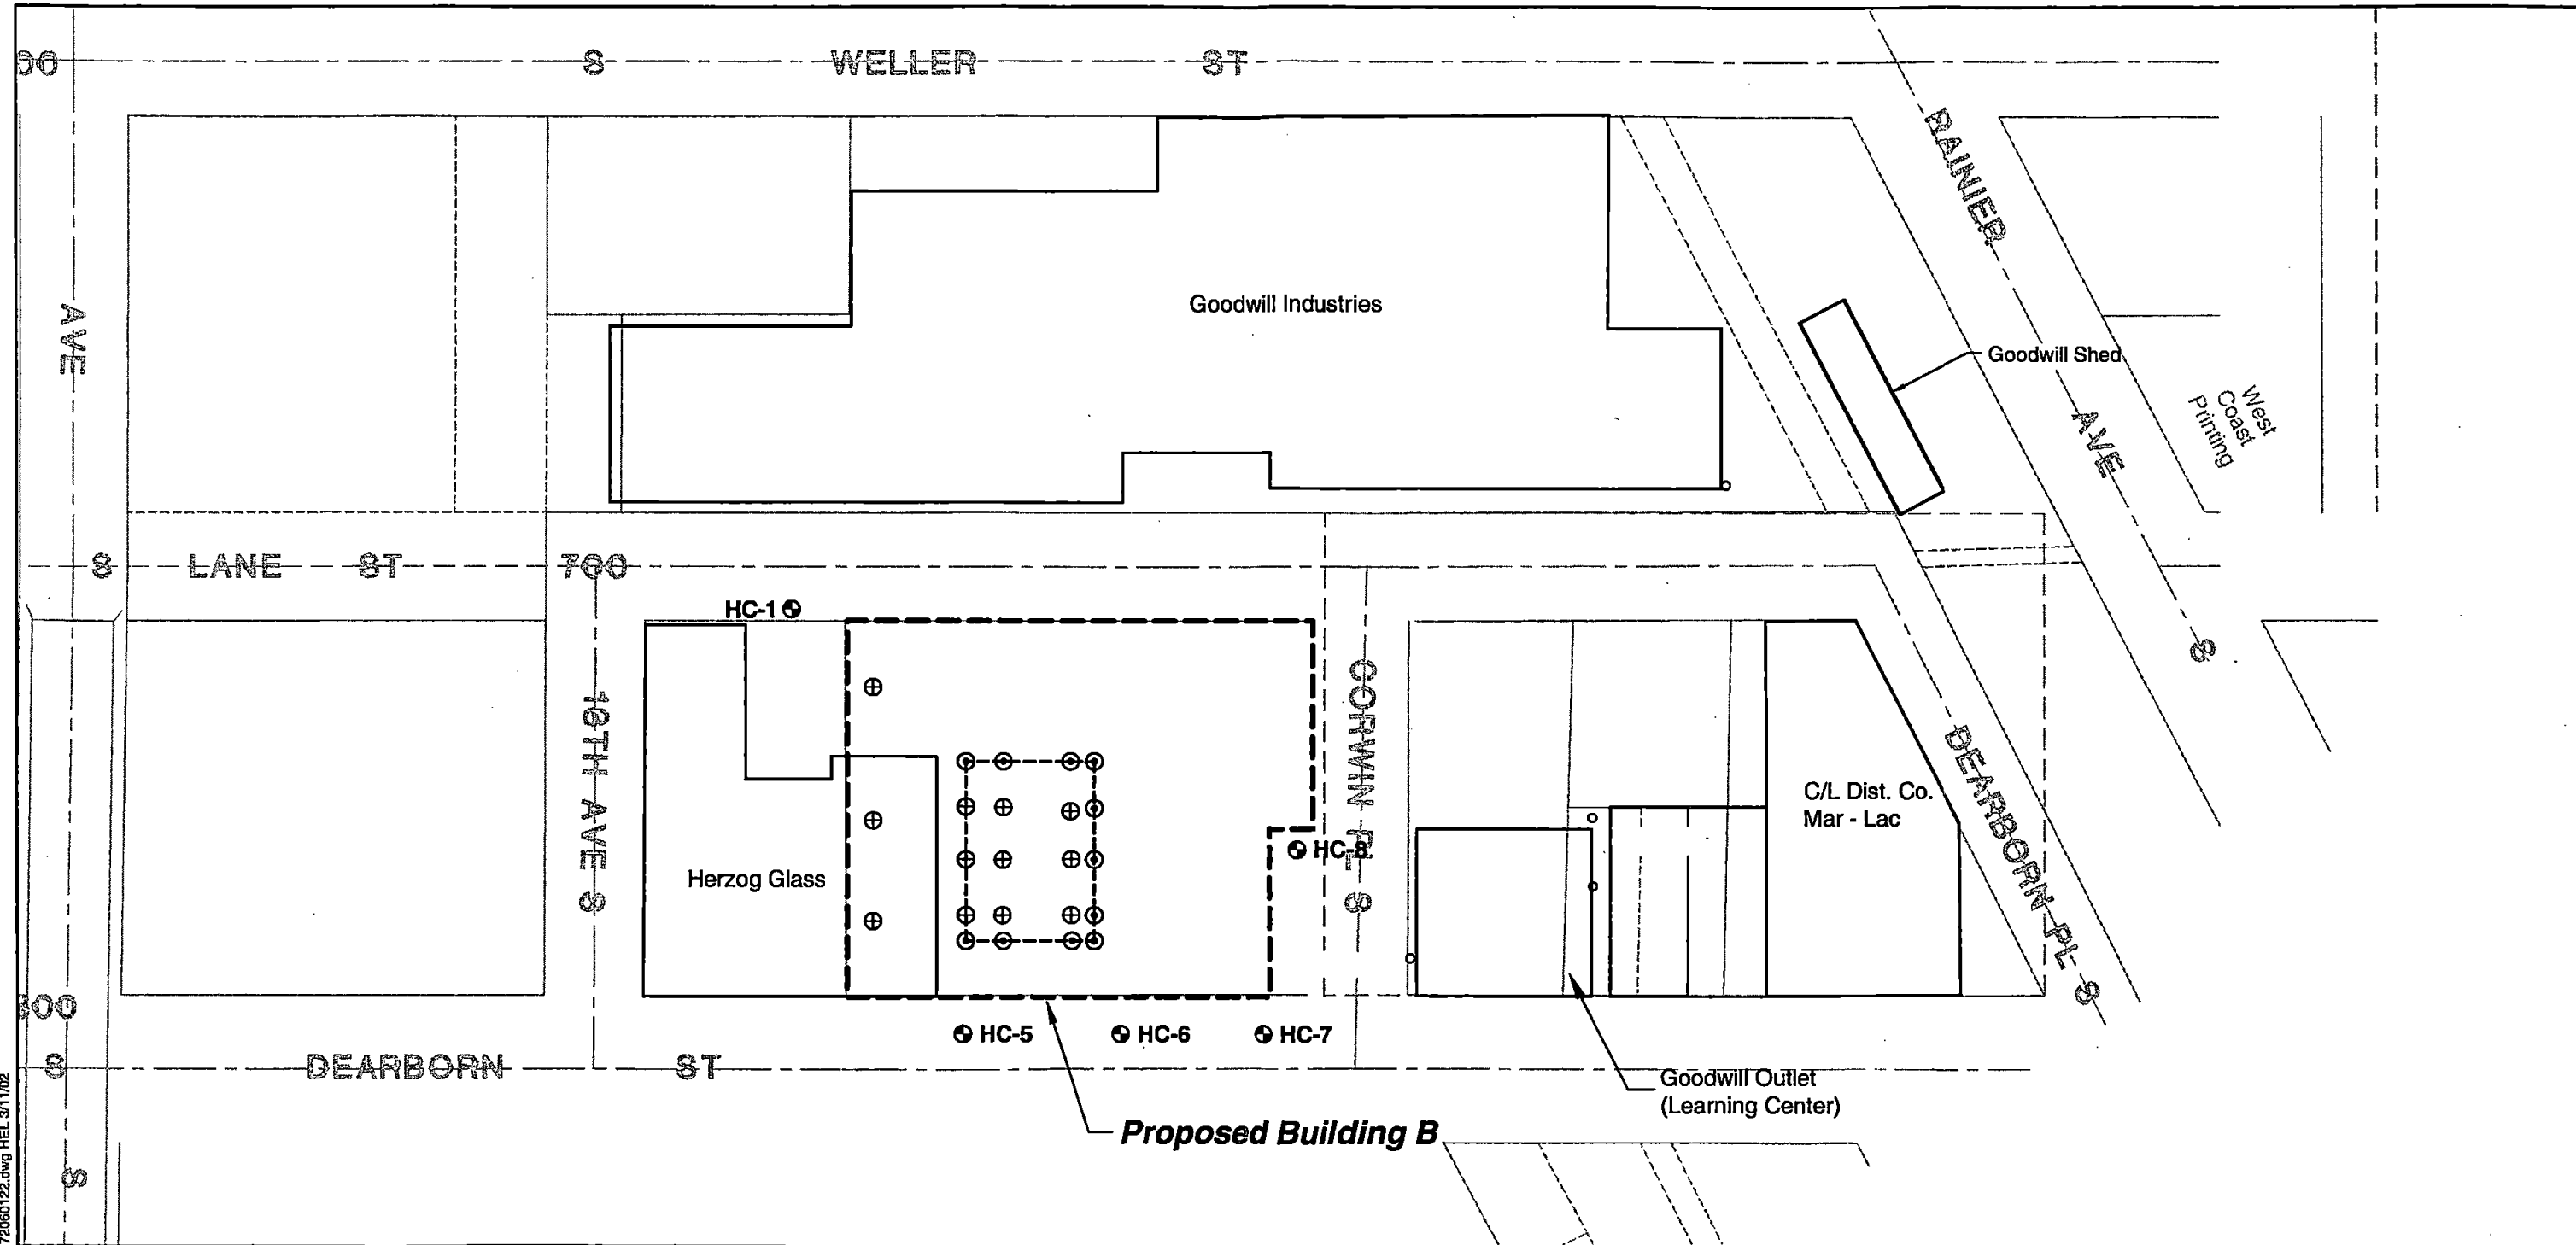 00
S WELLER ST
RAINIER
AVE
S
AVE
Goodwill Industries
Goodwill Shed
West
Coast
Printing
S LANE ST 700
HC-1
16TH AVE S
CORWIN PL S
Herzog Glass
HC-8
C/L Dist. Co.
Mar - Lac
DEARBORN PL S
HC-5
HC-6
HC-7
S DEARBORN ST
Goodwill Outlet
(Learning Center)
Proposed Building B
S
72060122.dwg HEL 3/11/02